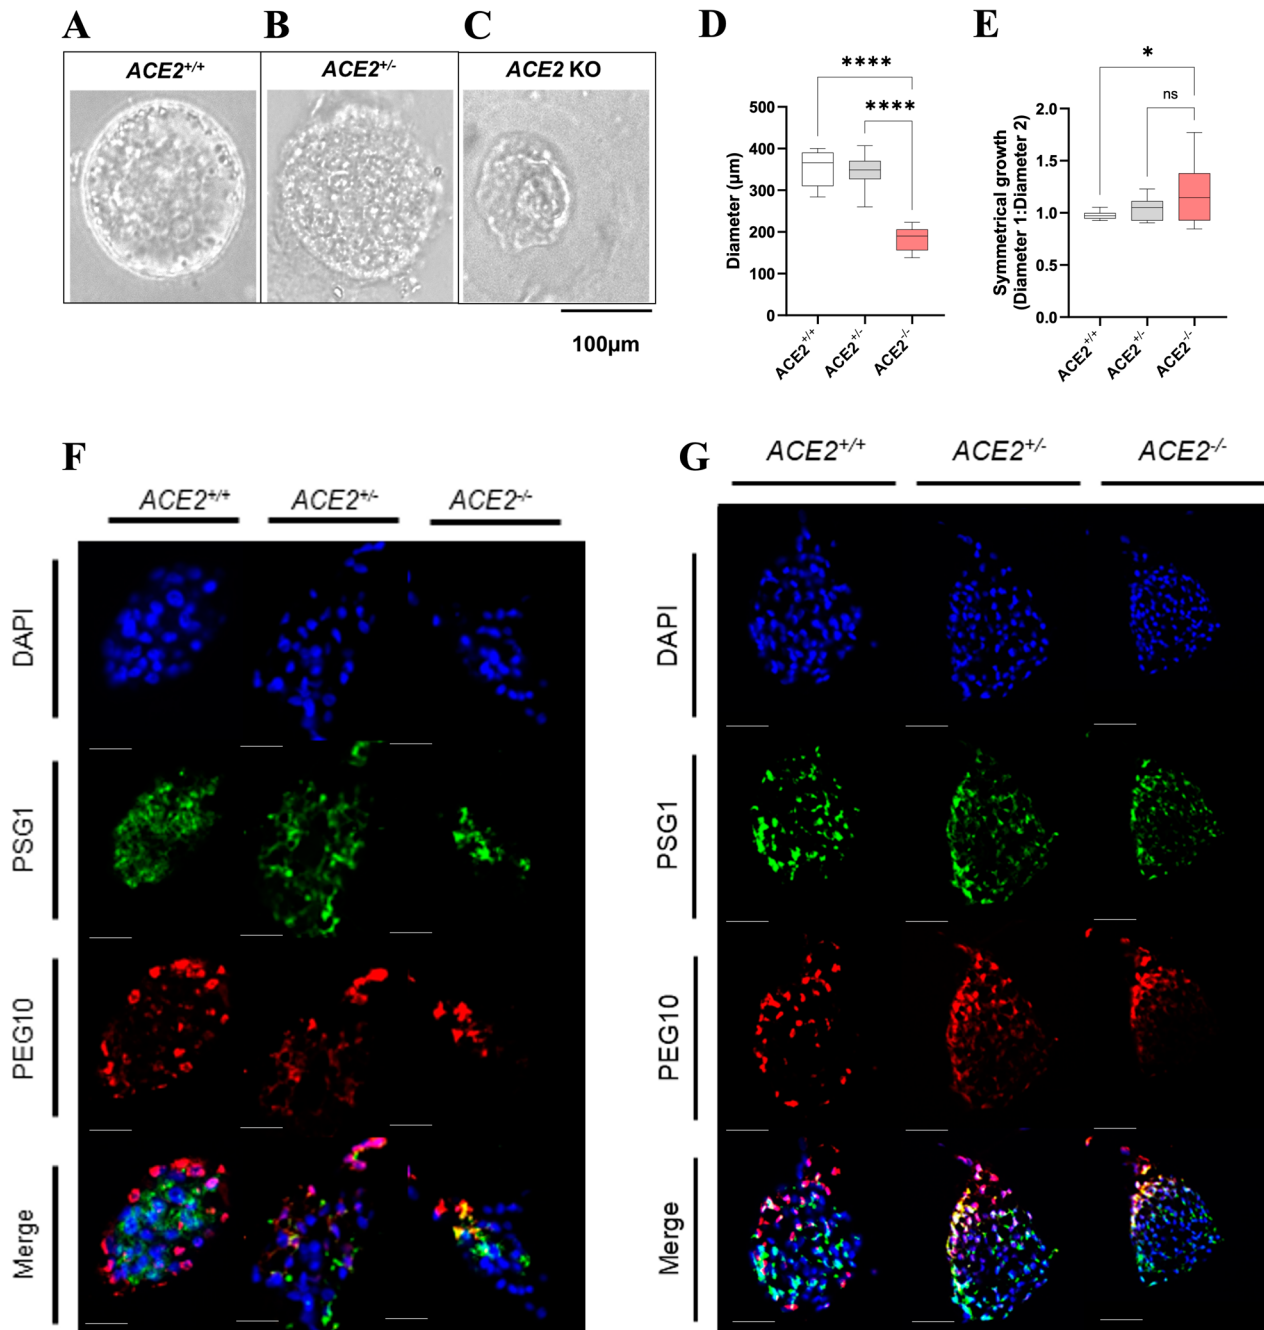 A
B
C
D
E
ACE2+/+
ACE2+/-
ACE2 KO
100µm
****
****
Diameter (µm)
500
400
300
200
100
0
ACE2+/+
ACE2+/-
ACE2-/-
*
ns
Symmetrical growth
(Diameter 1:Diameter 2)
2.0
1.5
1.0
0.5
0.0
ACE2+/+
ACE2+/-
ACE2-/-
F
ACE2+/+
ACE2+/-
ACE2-/-
DAPI
PSG1
PEG10
Merge
G
ACE2+/+
ACE2+/-
ACE2-/-
DAPI
PSG1
PEG10
Merge